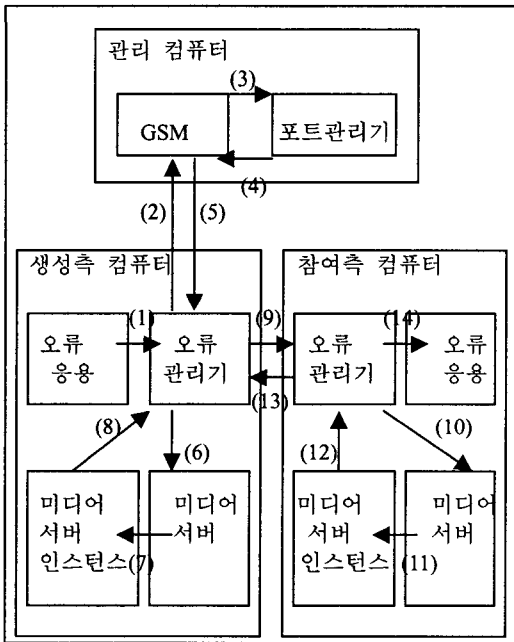 관리 컴퓨터
(3)
GSM
포트관리기
(4)
(2)
(5)
생성측 컴퓨터
참여측 컴퓨터
(1)
(9)
(14)
오류
응용
오류
관리기
오류
관리기
오류
응용
(13)
(8)
(6)
(12)
(10)
미디어
서버
인스턴스(7)
미디어
서버
미디어
서버
인스턴스(11)
미디어
서버